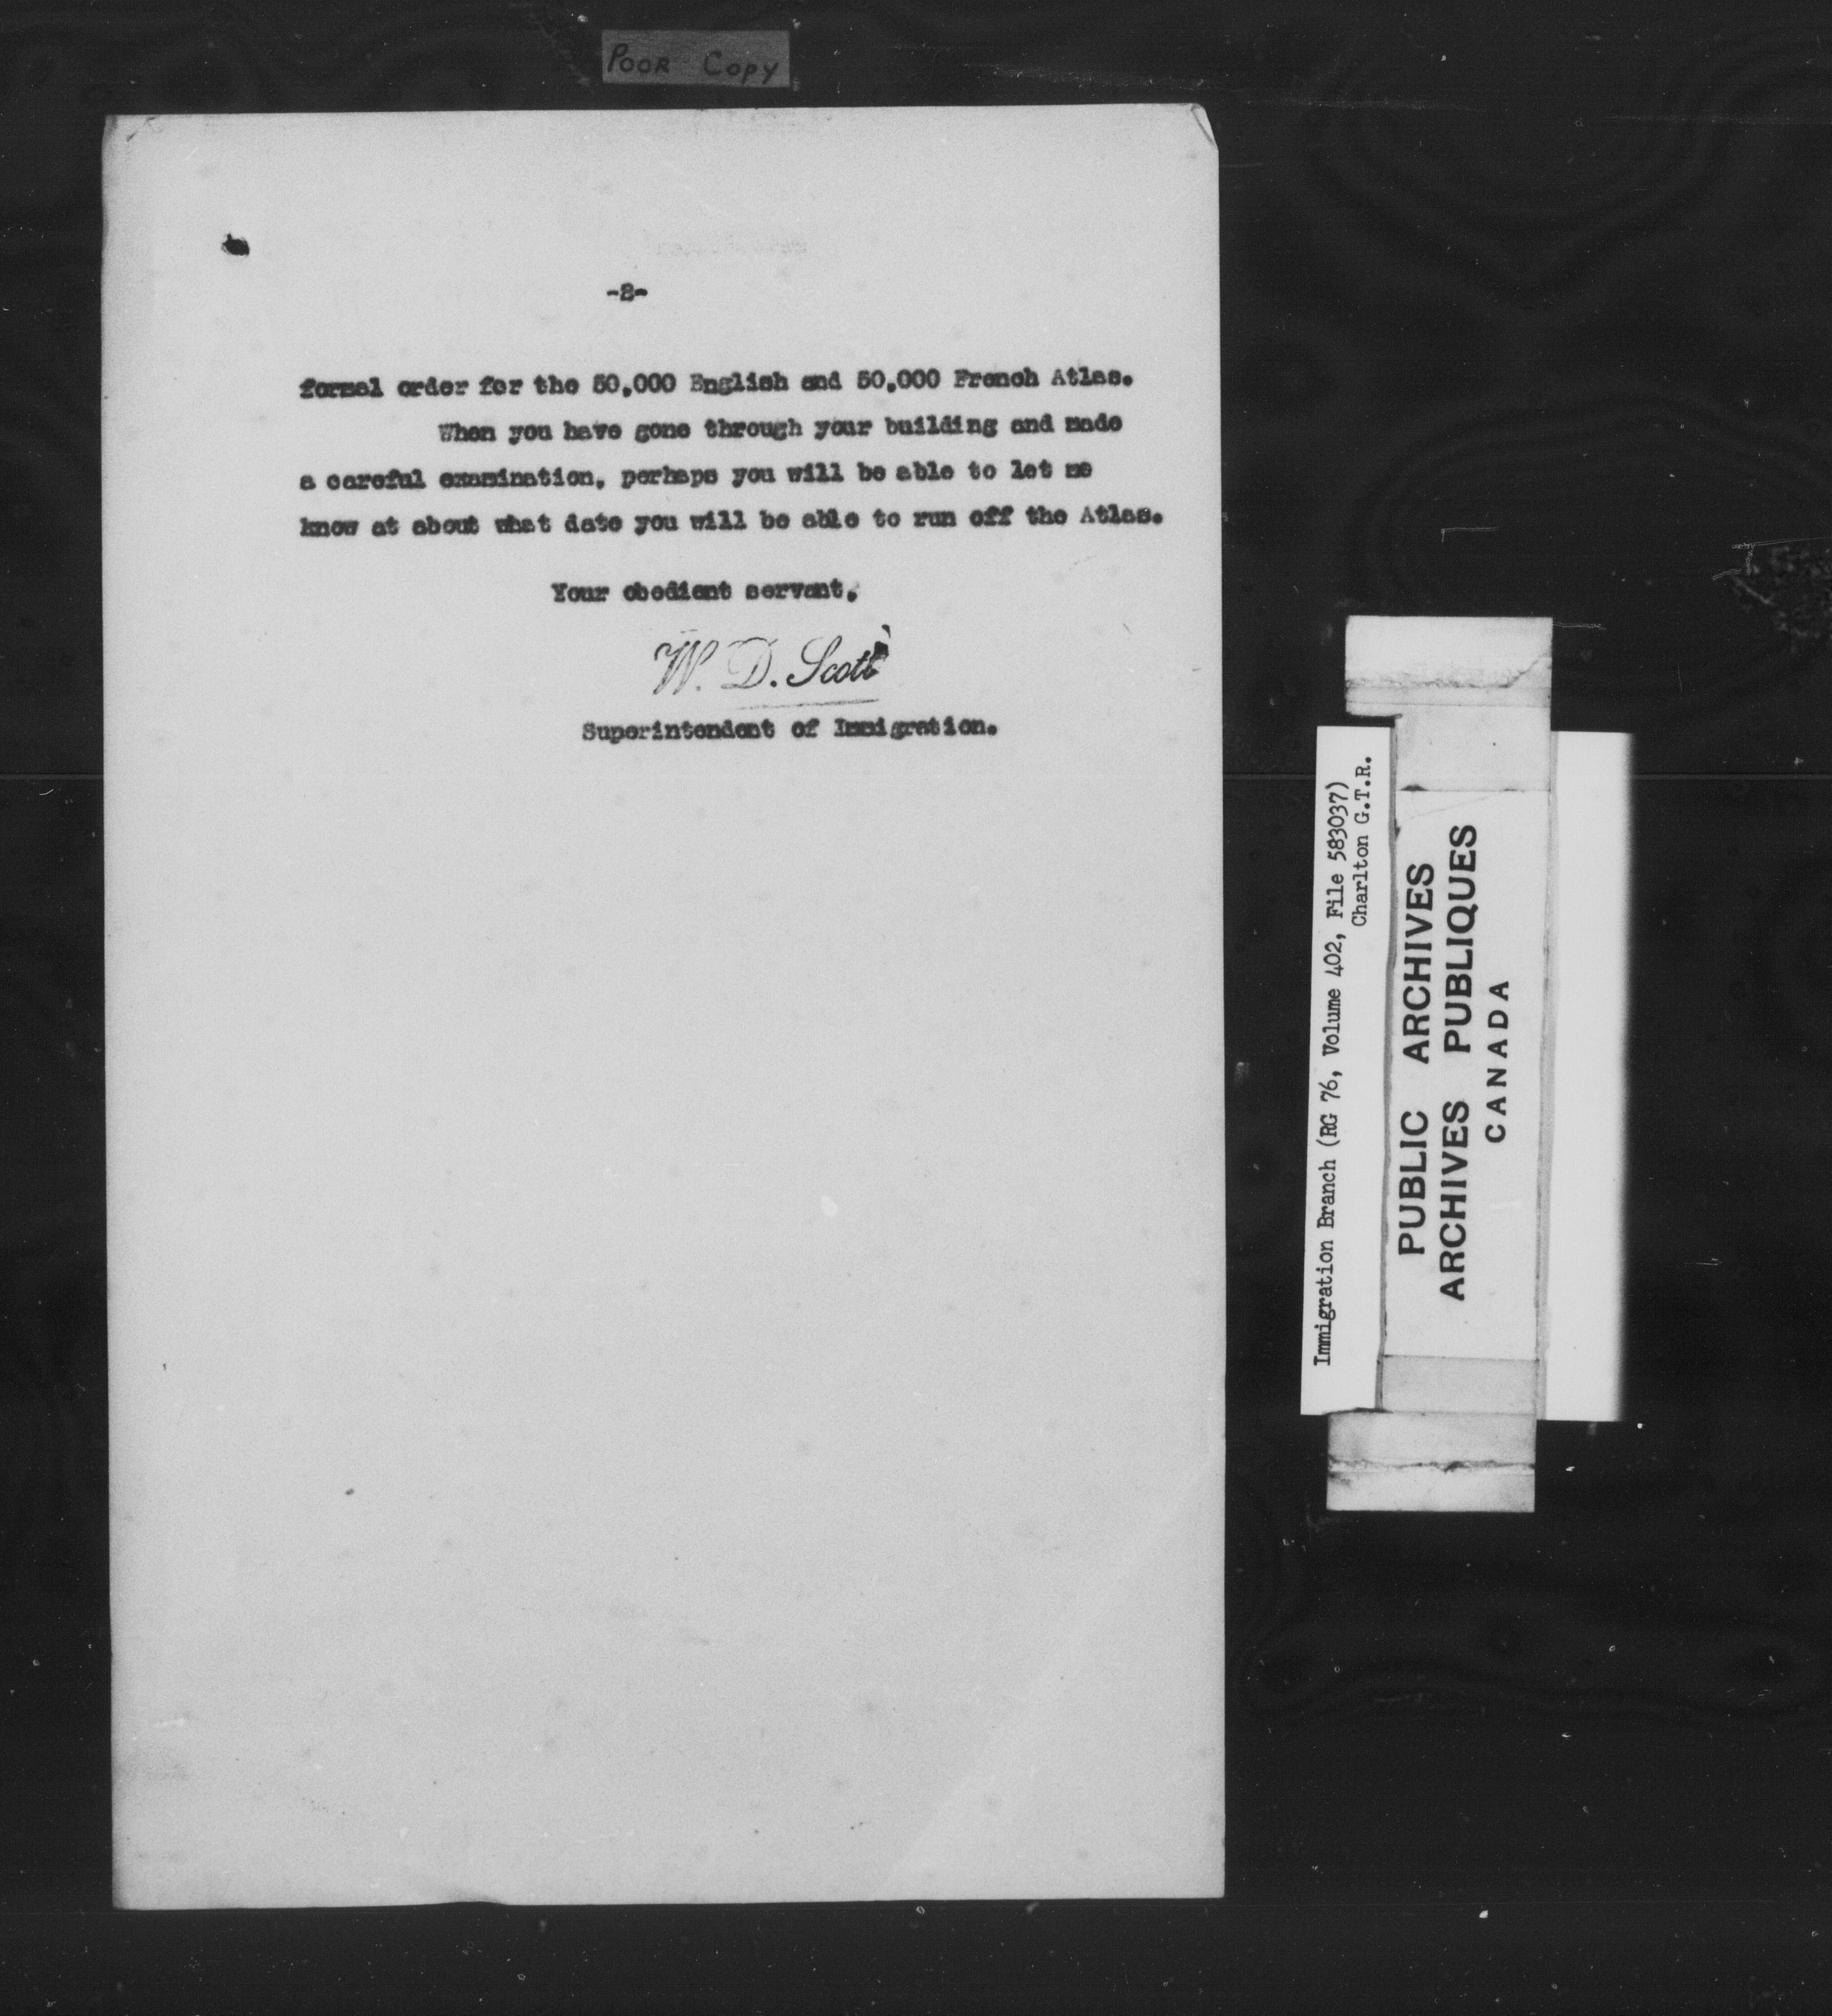 POOR COPY
-2-
formal order for the 50,000 English and 50,000 French Atlas.
When you have gone through your building and made
a careful examination, perhaps you will be able to let me
know at about what date you will be able to run off the Atlas.
Your obedient servant,
W. D. Scott
Superintendent of Immigration.
Immigration Branch (RG 76, Volume 402, File 583037)
Charlton G.T.R.
PUBLIC ARCHIVES
ARCHIVES PUBLIQUES
CANADA